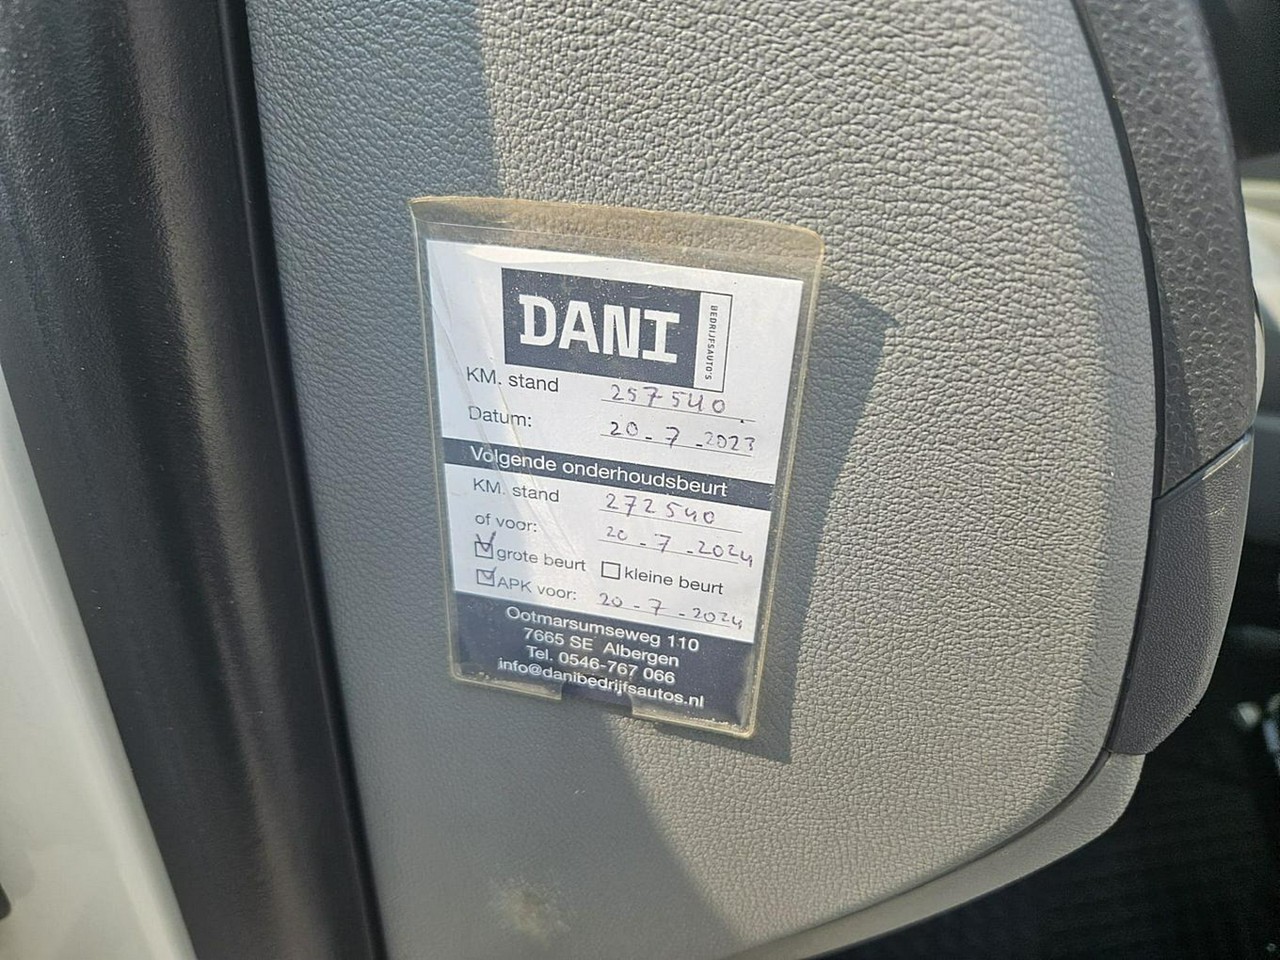 DANI
BEDRIJFSAUTO'S
KM. stand 257540
Datum: 20-7-2023
Volgende onderhoudsbeurt
KM. stand 272540
of voor: 20-7-2024
grote beurt kleine beurt
APK voor: 20-7-2024
Ootmarsumseweg 110
7665 SE Albergen
Tel. 0546-767 066
info@danibedrijfsautos.nl